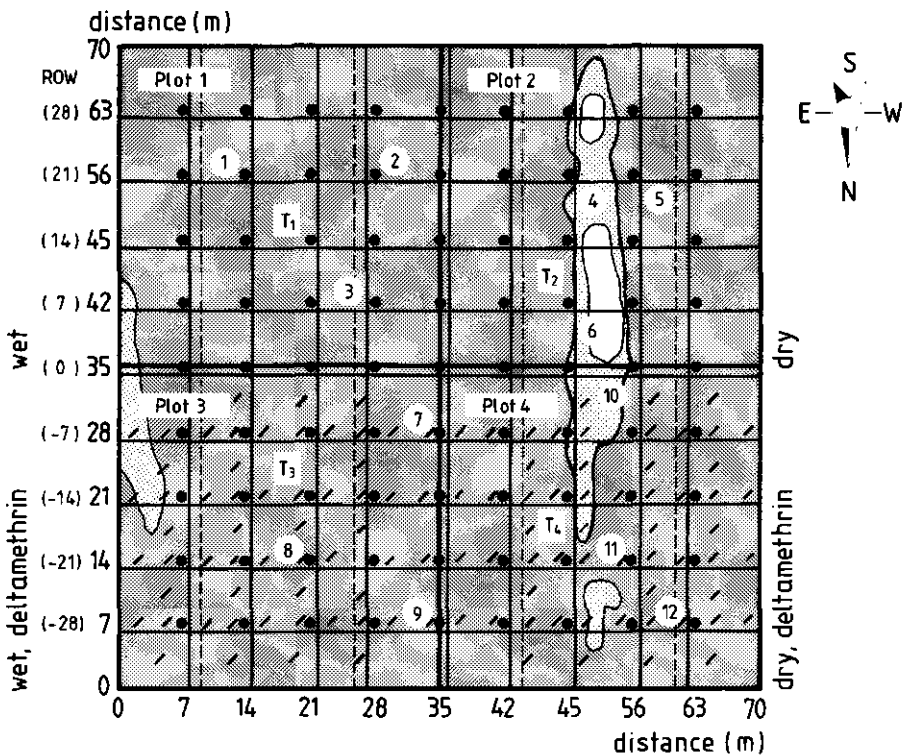 distance (m)
70
ROW
Plot 1
Plot 2
S
(28) 63
E
W
N
1
2
(21) 56
4
5
T1
(14) 45
T2
3
(7) 42
6
wet
dry
(0) 35
Plot 3
Plot 4
10
7
(-7) 28
T3
(-14) 21
T4
8
11
(-21) 14
9
12
(-28) 7
wet, deltamethrin
dry, deltamethrin
0
0 7 14 21 28 35 42 45 56 63 70
distance (m)